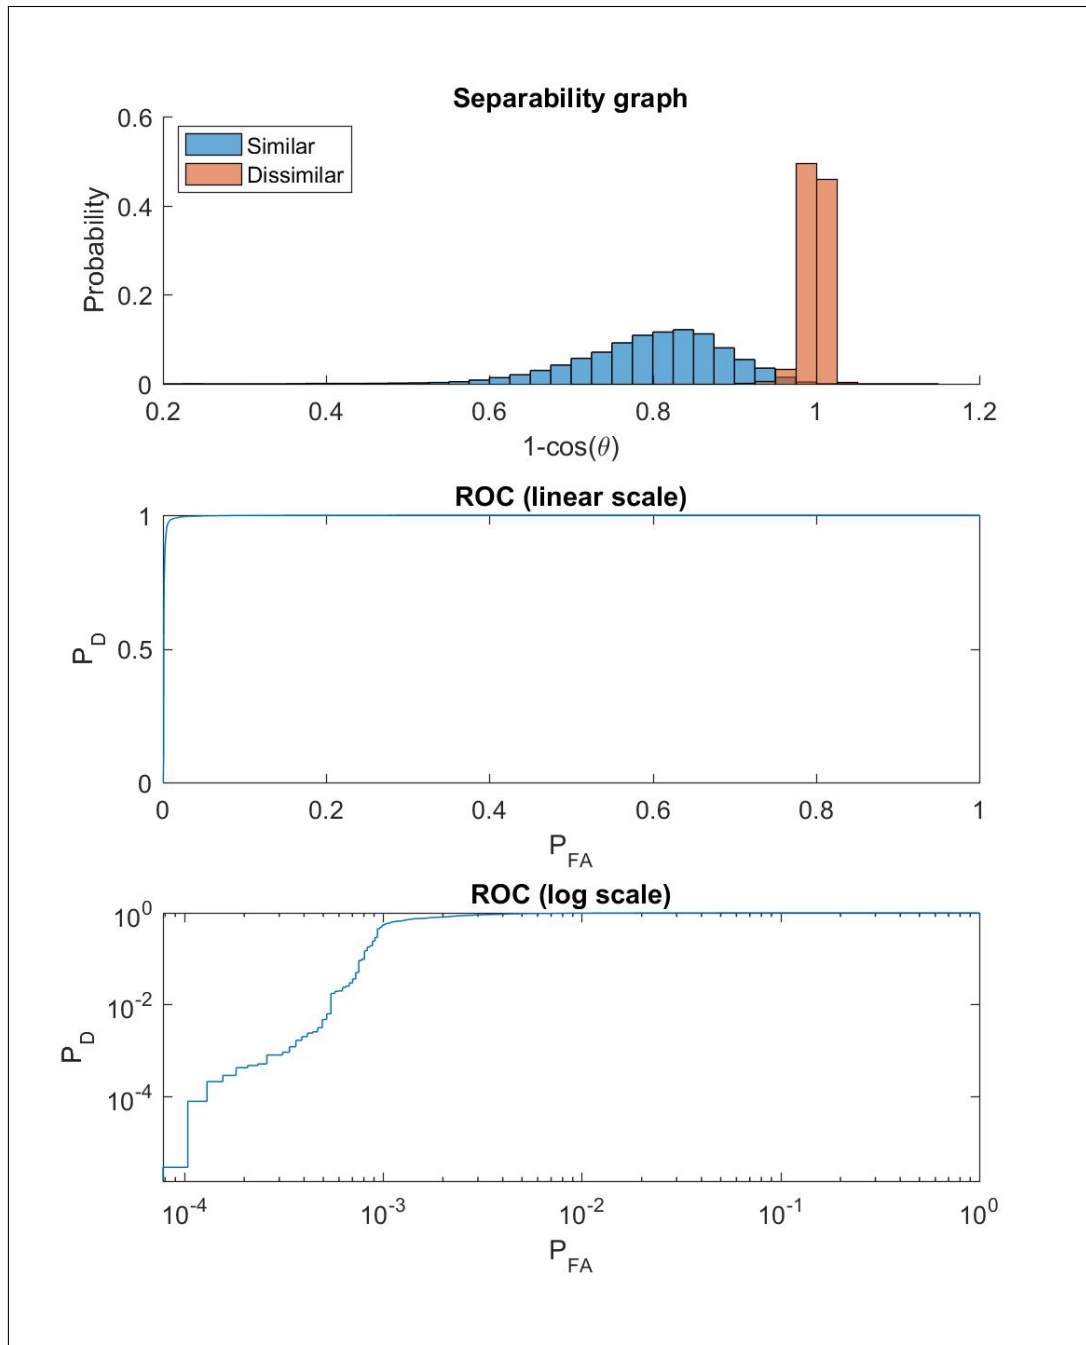 Separability graph
0.6
0.4
0.2
0
Probability
Similar
Dissimilar
0.2 0.4 0.6 0.8 1 1.2
1-cos(θ)
ROC (linear scale)
1
0.5
0
P_D
0 0.2 0.4 0.6 0.8 1
P_FA
ROC (log scale)
10^0
10^-2
10^-4
P_D
10^-4 10^-3 10^-2 10^-1 10^0
P_FA